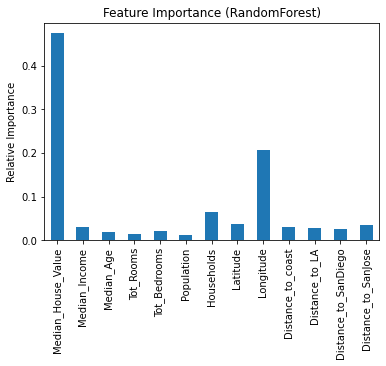 Feature Importance (RandomForest)
Relative Importance
0.4
0.3
0.2
0.1
0.0
Median_House_Value
Median_Income
Median_Age
Tot_Rooms
Tot_Bedrooms
Population
Households
Latitude
Longitude
Distance_to_coast
Distance_to_LA
Distance_to_SanDiego
Distance_to_SanJose